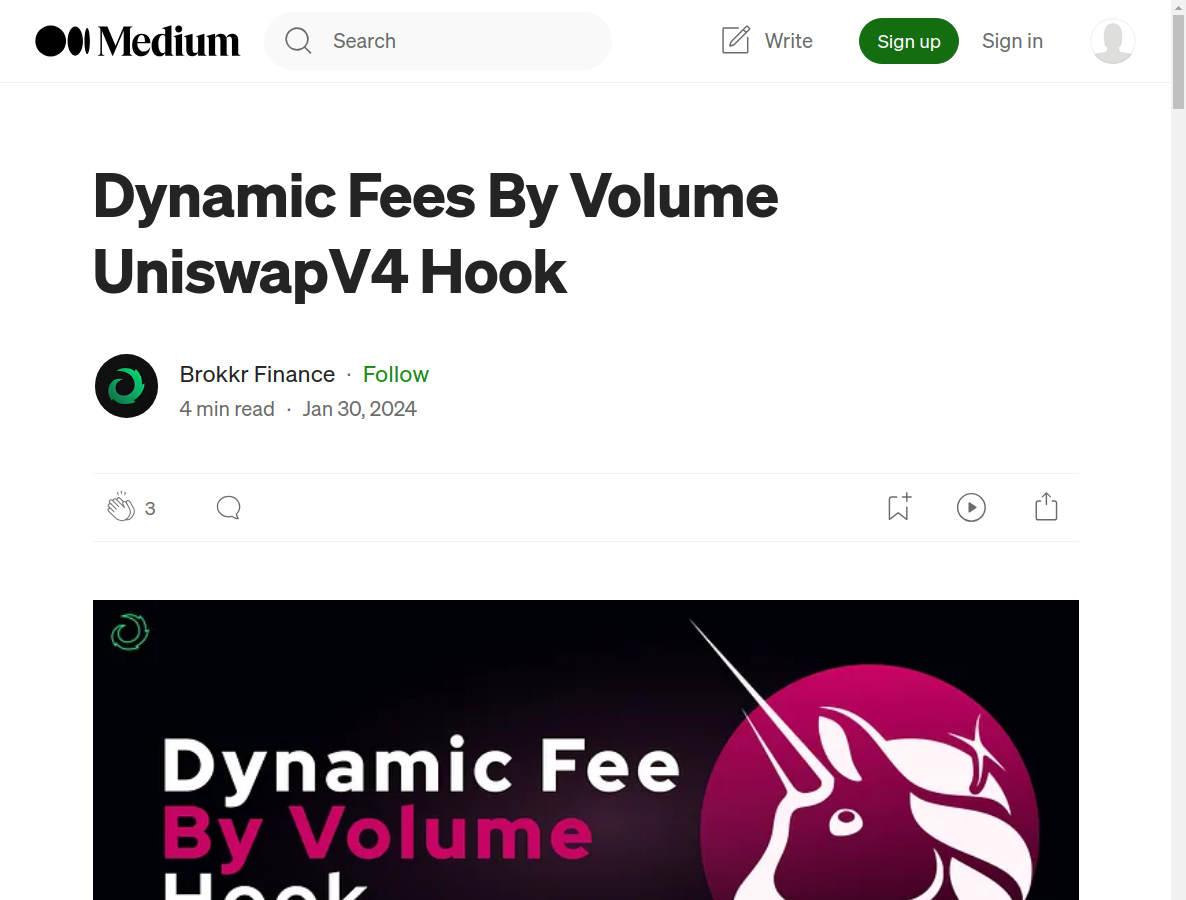 Medium
Search
Write
Sign up
Sign in
Dynamic Fees By Volume
UniswapV4 Hook
Brokkr Finance · Follow
4 min read · Jan 30, 2024
3
Dynamic Fee
By Volume
Hook